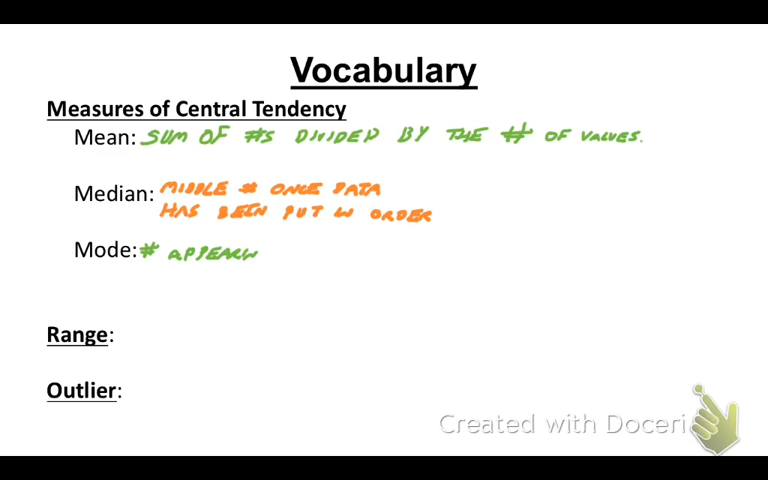 Vocabulary
Measures of Central Tendency
Mean: SUM OF #S DIVIDED BY THE # OF VALUES.
Median: MIDDLE # ONCE DATA
HAS BEEN PUT IN ORDER
Mode: # APPEARIN
Range:
Outlier:
Created with Doceri